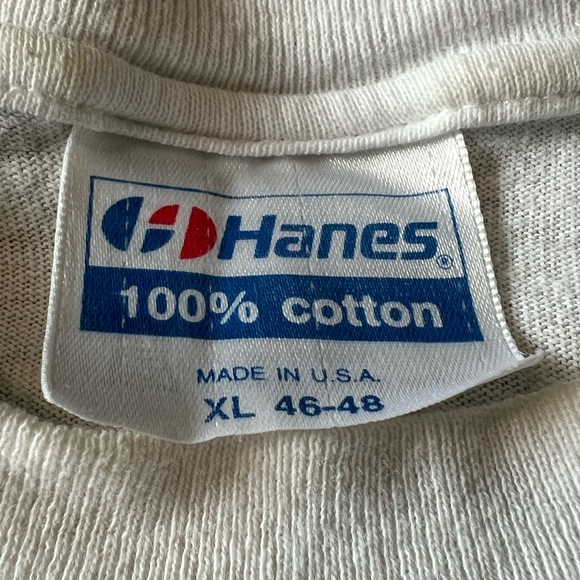 Hanes®
100% cotton
MADE IN U.S.A.
XL 46-48